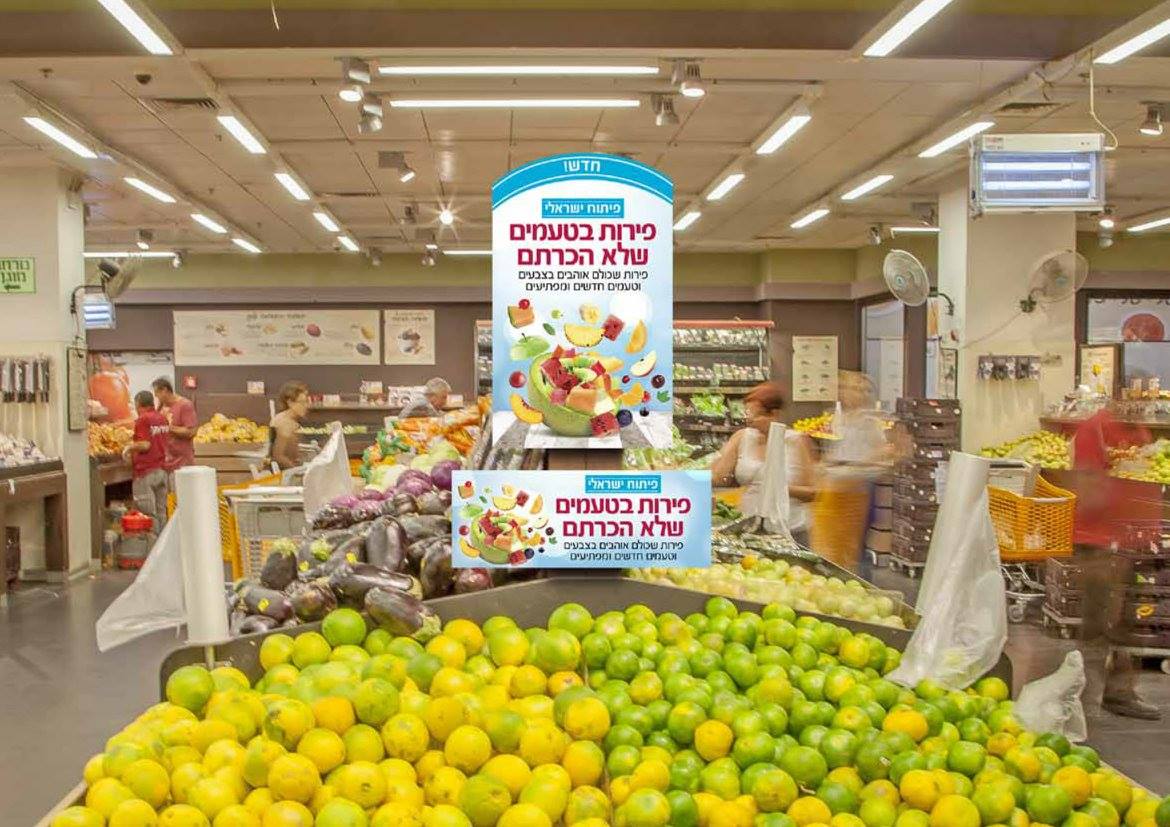 חדש!
פיתוח ישראלי
פירות בטעמים
שלא הכרתם
פירות שכולם אוהבים בצבעים
וטעמים חדשים ומפתיעים
פיתוח ישראלי
פירות בטעמים
שלא הכרתם
פירות שכולם אוהבים בצבעים
וטעמים חדשים ומפתיעים